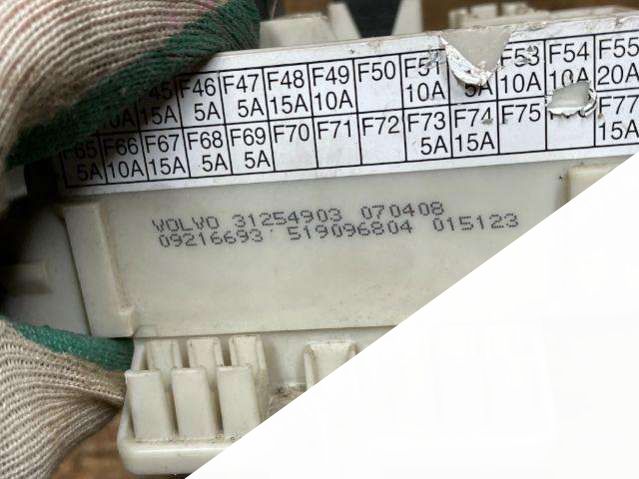 F46 F47 F48 F49 F50 F51 F53 F54 F55
5A 5A 15A 10A 10A 5A 10A 10A 20A
F65 F66 F67 F68 F69 F70 F71 F72 F73 F74 F75 F77
10A 15A 5A 5A 5A 15A 15A
VOLVO 31254903 070408
09216693 519096804 015123